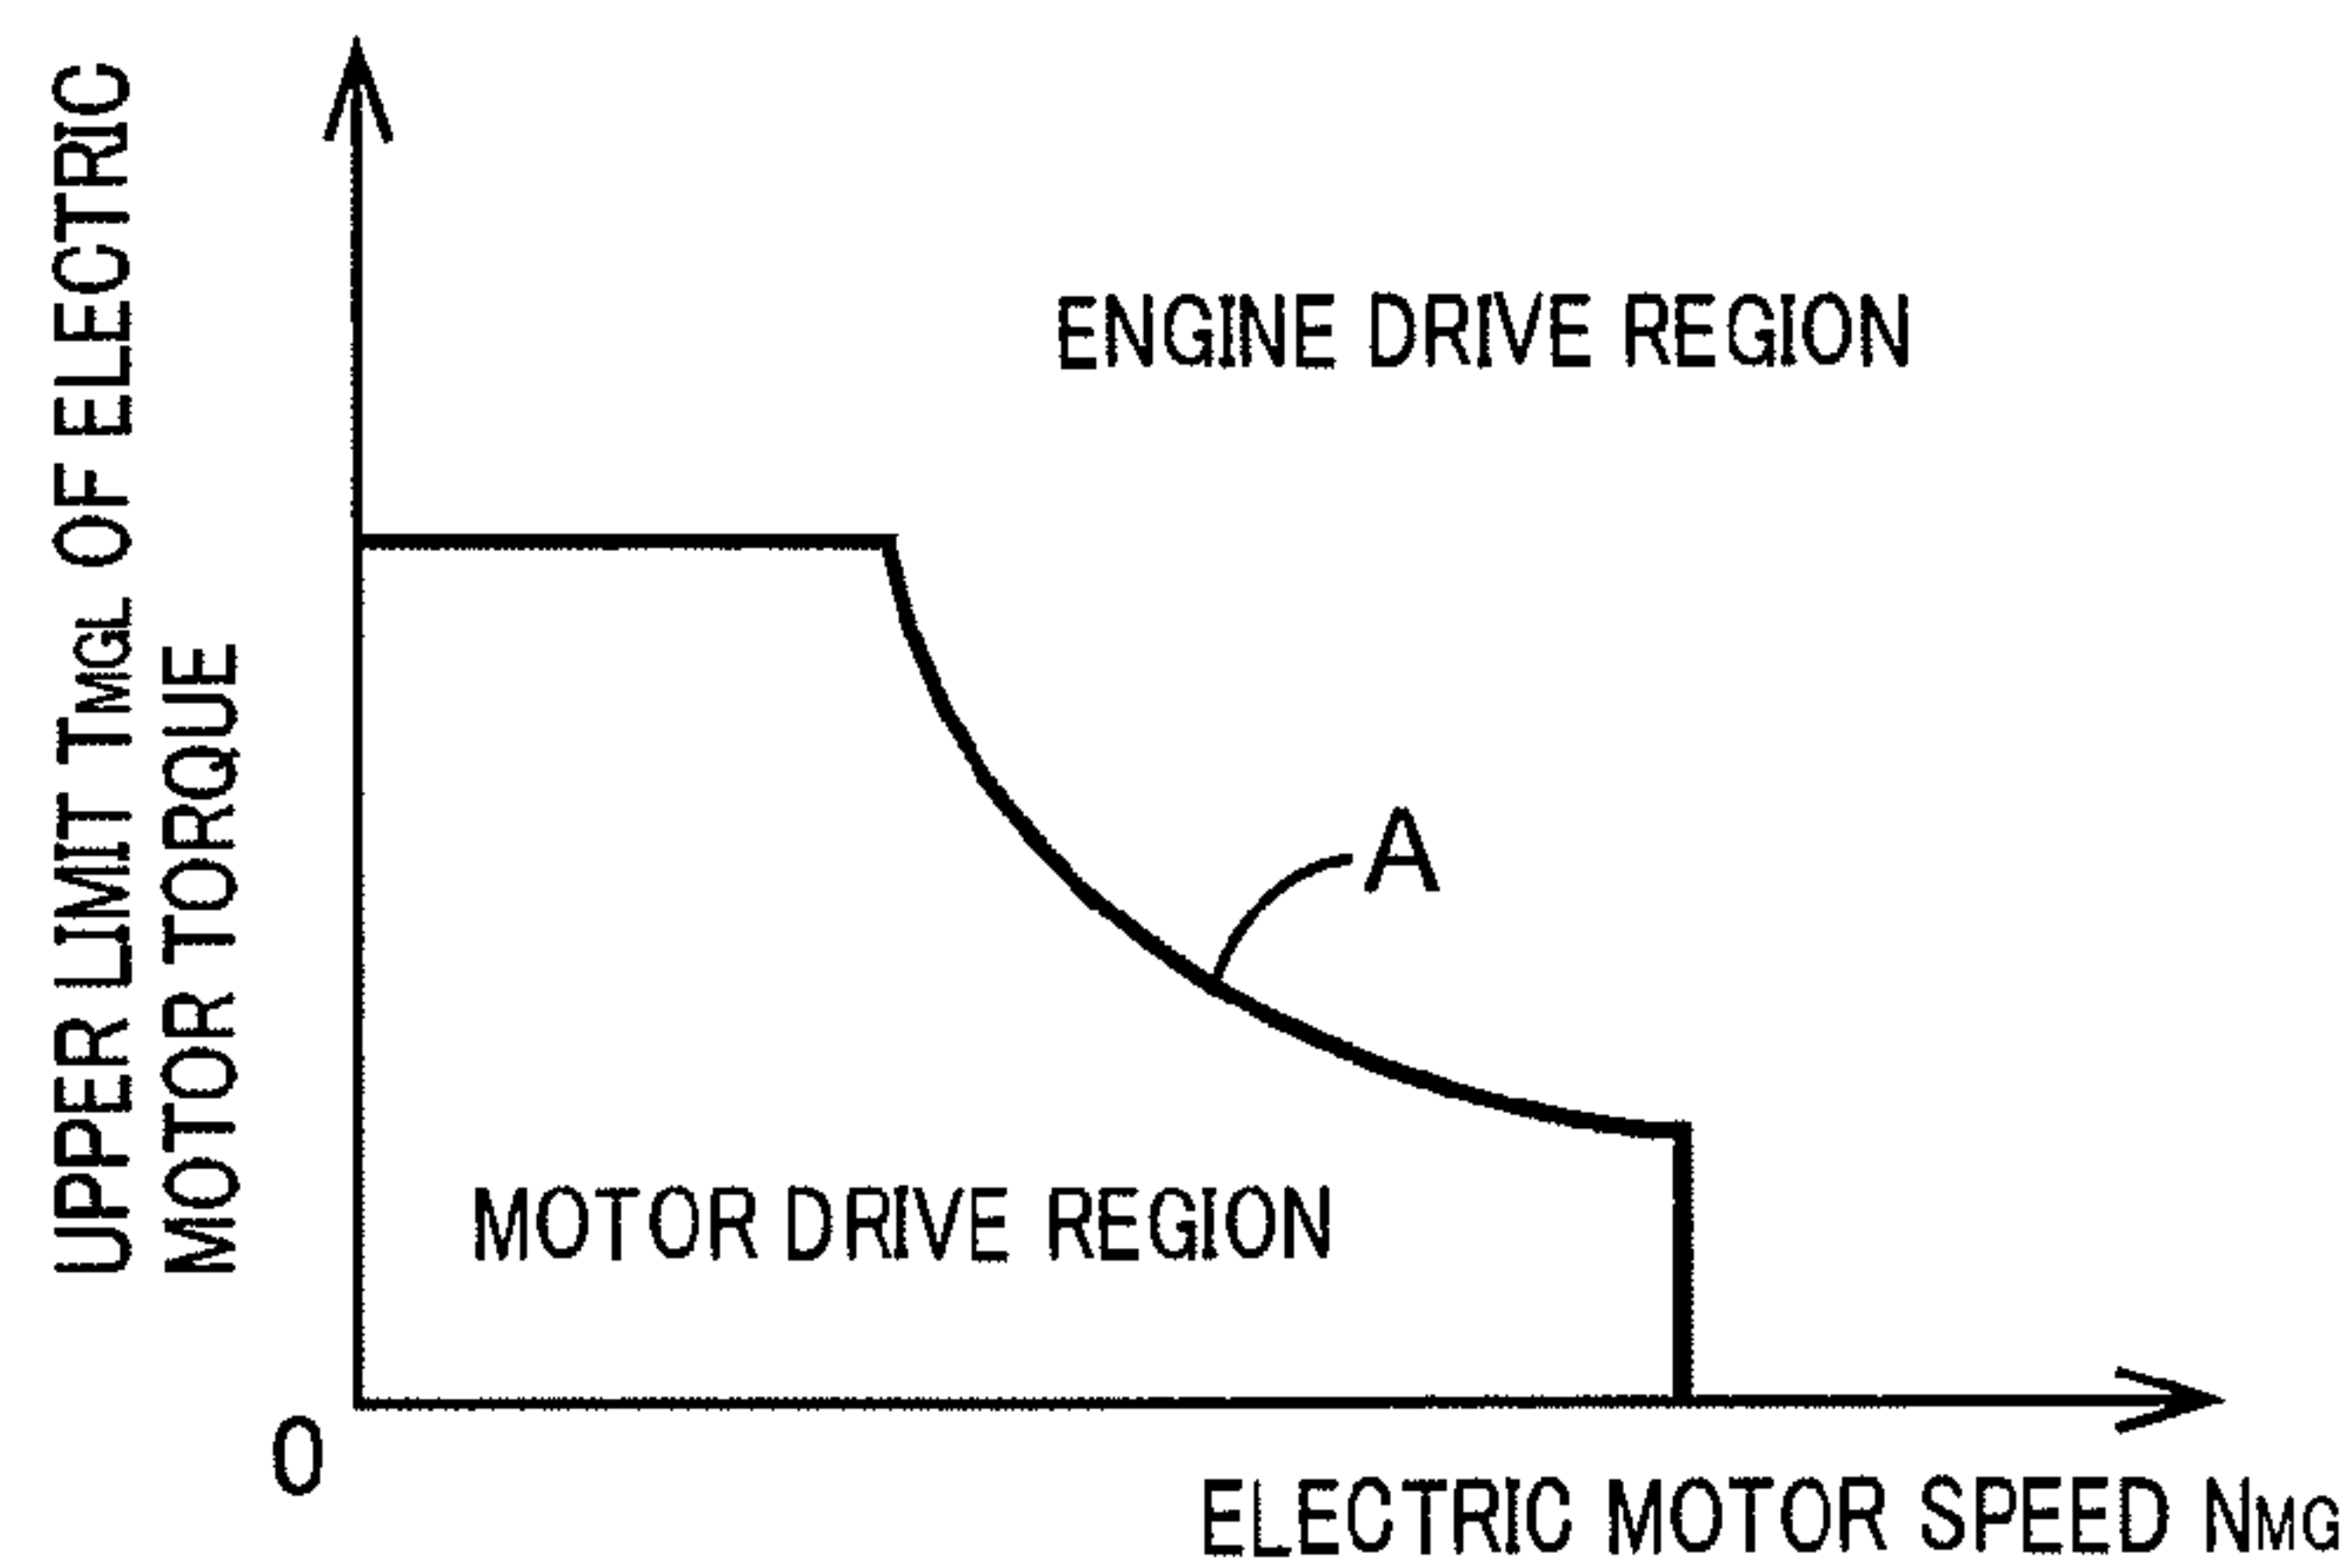 UPPER LIMIT TMGL OF ELECTRIC
MOTOR TORQUE
ENGINE DRIVE REGION
A
MOTOR DRIVE REGION
0
ELECTRIC MOTOR SPEED NMG